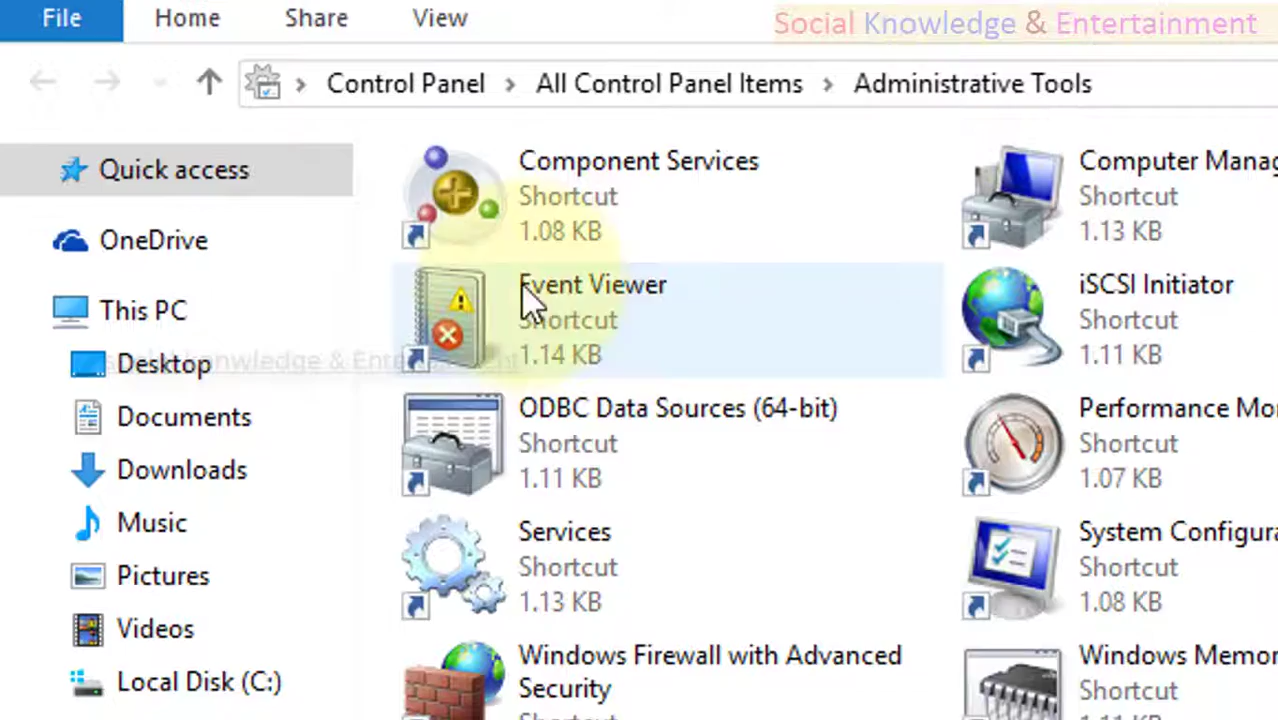 File Home Share View
Social Knowledge & Entertainment
Control Panel All Control Panel Items Administrative Tools
Quick access
OneDrive
This PC
Desktop
Documents
Downloads
Music
Pictures
Videos
Local Disk (C:)
social knowledge & Entertainment
Component Services
Shortcut
1.08 KB
Event Viewer
Shortcut
1.14 KB
ODBC Data Sources (64-bit)
Shortcut
1.11 KB
Services
Shortcut
1.13 KB
Windows Firewall with Advanced
Security
Computer Manag
Shortcut
1.13 KB
iSCSI Initiator
Shortcut
1.11 KB
Performance Mo
Shortcut
1.07 KB
System Configura
Shortcut
1.08 KB
Windows Memor
Shortcut